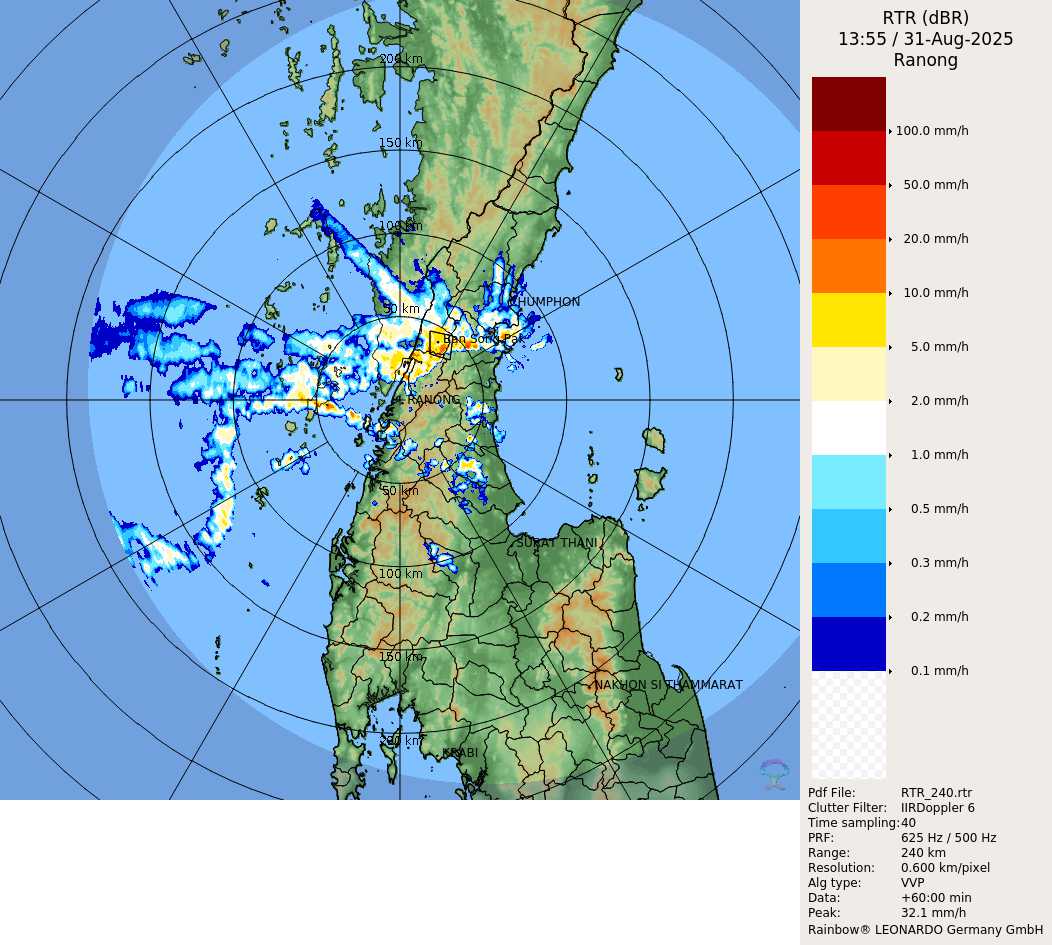 RTR (dBR)
13:55 / 31-Aug-2025
Ranong
100.0 mm/h
50.0 mm/h
20.0 mm/h
10.0 mm/h
5.0 mm/h
2.0 mm/h
1.0 mm/h
0.5 mm/h
0.3 mm/h
0.2 mm/h
0.1 mm/h
Pdf File: RTR_240.rtr
Clutter Filter: IIRDoppler 6
Time sampling: 40
PRF: 625 Hz / 500 Hz
Range: 240 km
Resolution: 0.600 km/pixel
Alg type: VVP
Data: +60:00 min
Peak: 32.1 mm/h
Rainbow® LEONARDO Germany GmbH
200 km
150 km
100 km
CHUMPHON
50 km
RANONG
50 km
SURAT THANI
100 km
150 km
NAKHON SI THAMMARAT
200 km
KRABI